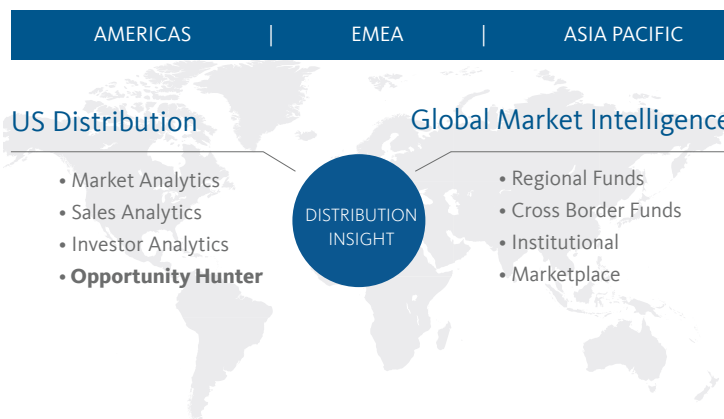 AMERICAS | EMEA | ASIA PACIFIC
US Distribution
• Market Analytics
• Sales Analytics
• Investor Analytics
• Opportunity Hunter
DISTRIBUTION
INSIGHT
Global Market Intelligence
• Regional Funds
• Cross Border Funds
• Institutional
• Marketplace